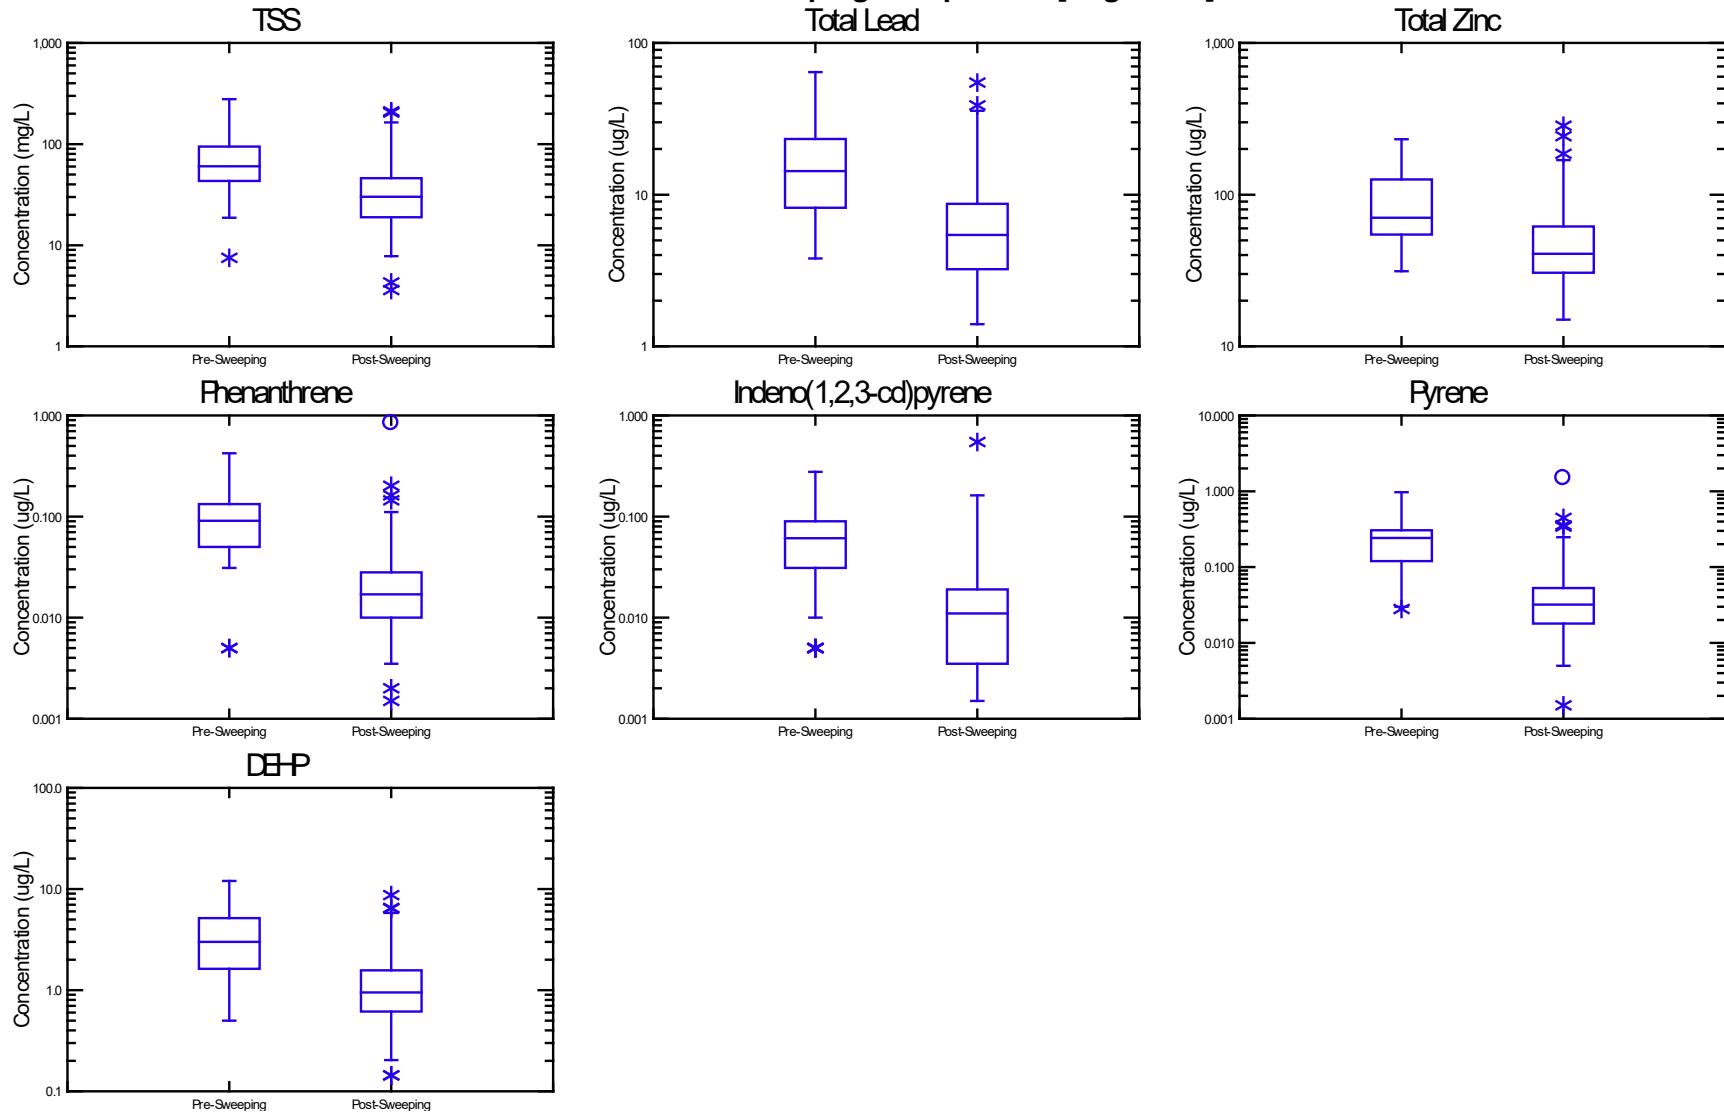 TSS
Total Lead
Total Zinc
1,000
100
10
1
Concentration (mg/L)
Pre-Sweeping
Post-Sweeping
100
10
1
Concentration (ug/L)
Pre-Sweeping
Post-Sweeping
1,000
100
10
Concentration (ug/L)
Pre-Sweeping
Post-Sweeping
Phenanthrene
Indeno(1,2,3-cd)pyrene
Pyrene
1.000
0.100
0.010
0.001
Concentration (ug/L)
Pre-Sweeping
Post-Sweeping
1.000
0.100
0.010
0.001
Concentration (ug/L)
Pre-Sweeping
Post-Sweeping
10.000
1.000
0.100
0.010
0.001
Concentration (ug/L)
Pre-Sweeping
Post-Sweeping
DEHP
100.0
10.0
1.0
0.1
Concentration (ug/L)
Pre-Sweeping
Post-Sweeping